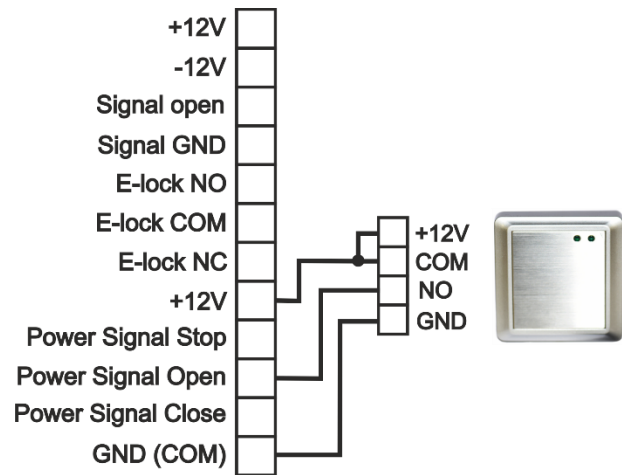 +12V
-12V
Signal open
Signal GND
E-lock NO
E-lock COM
E-lock NC
+12V
Power Signal Stop
Power Signal Open
Power Signal Close
GND (COM)
+12V
COM
NO
GND